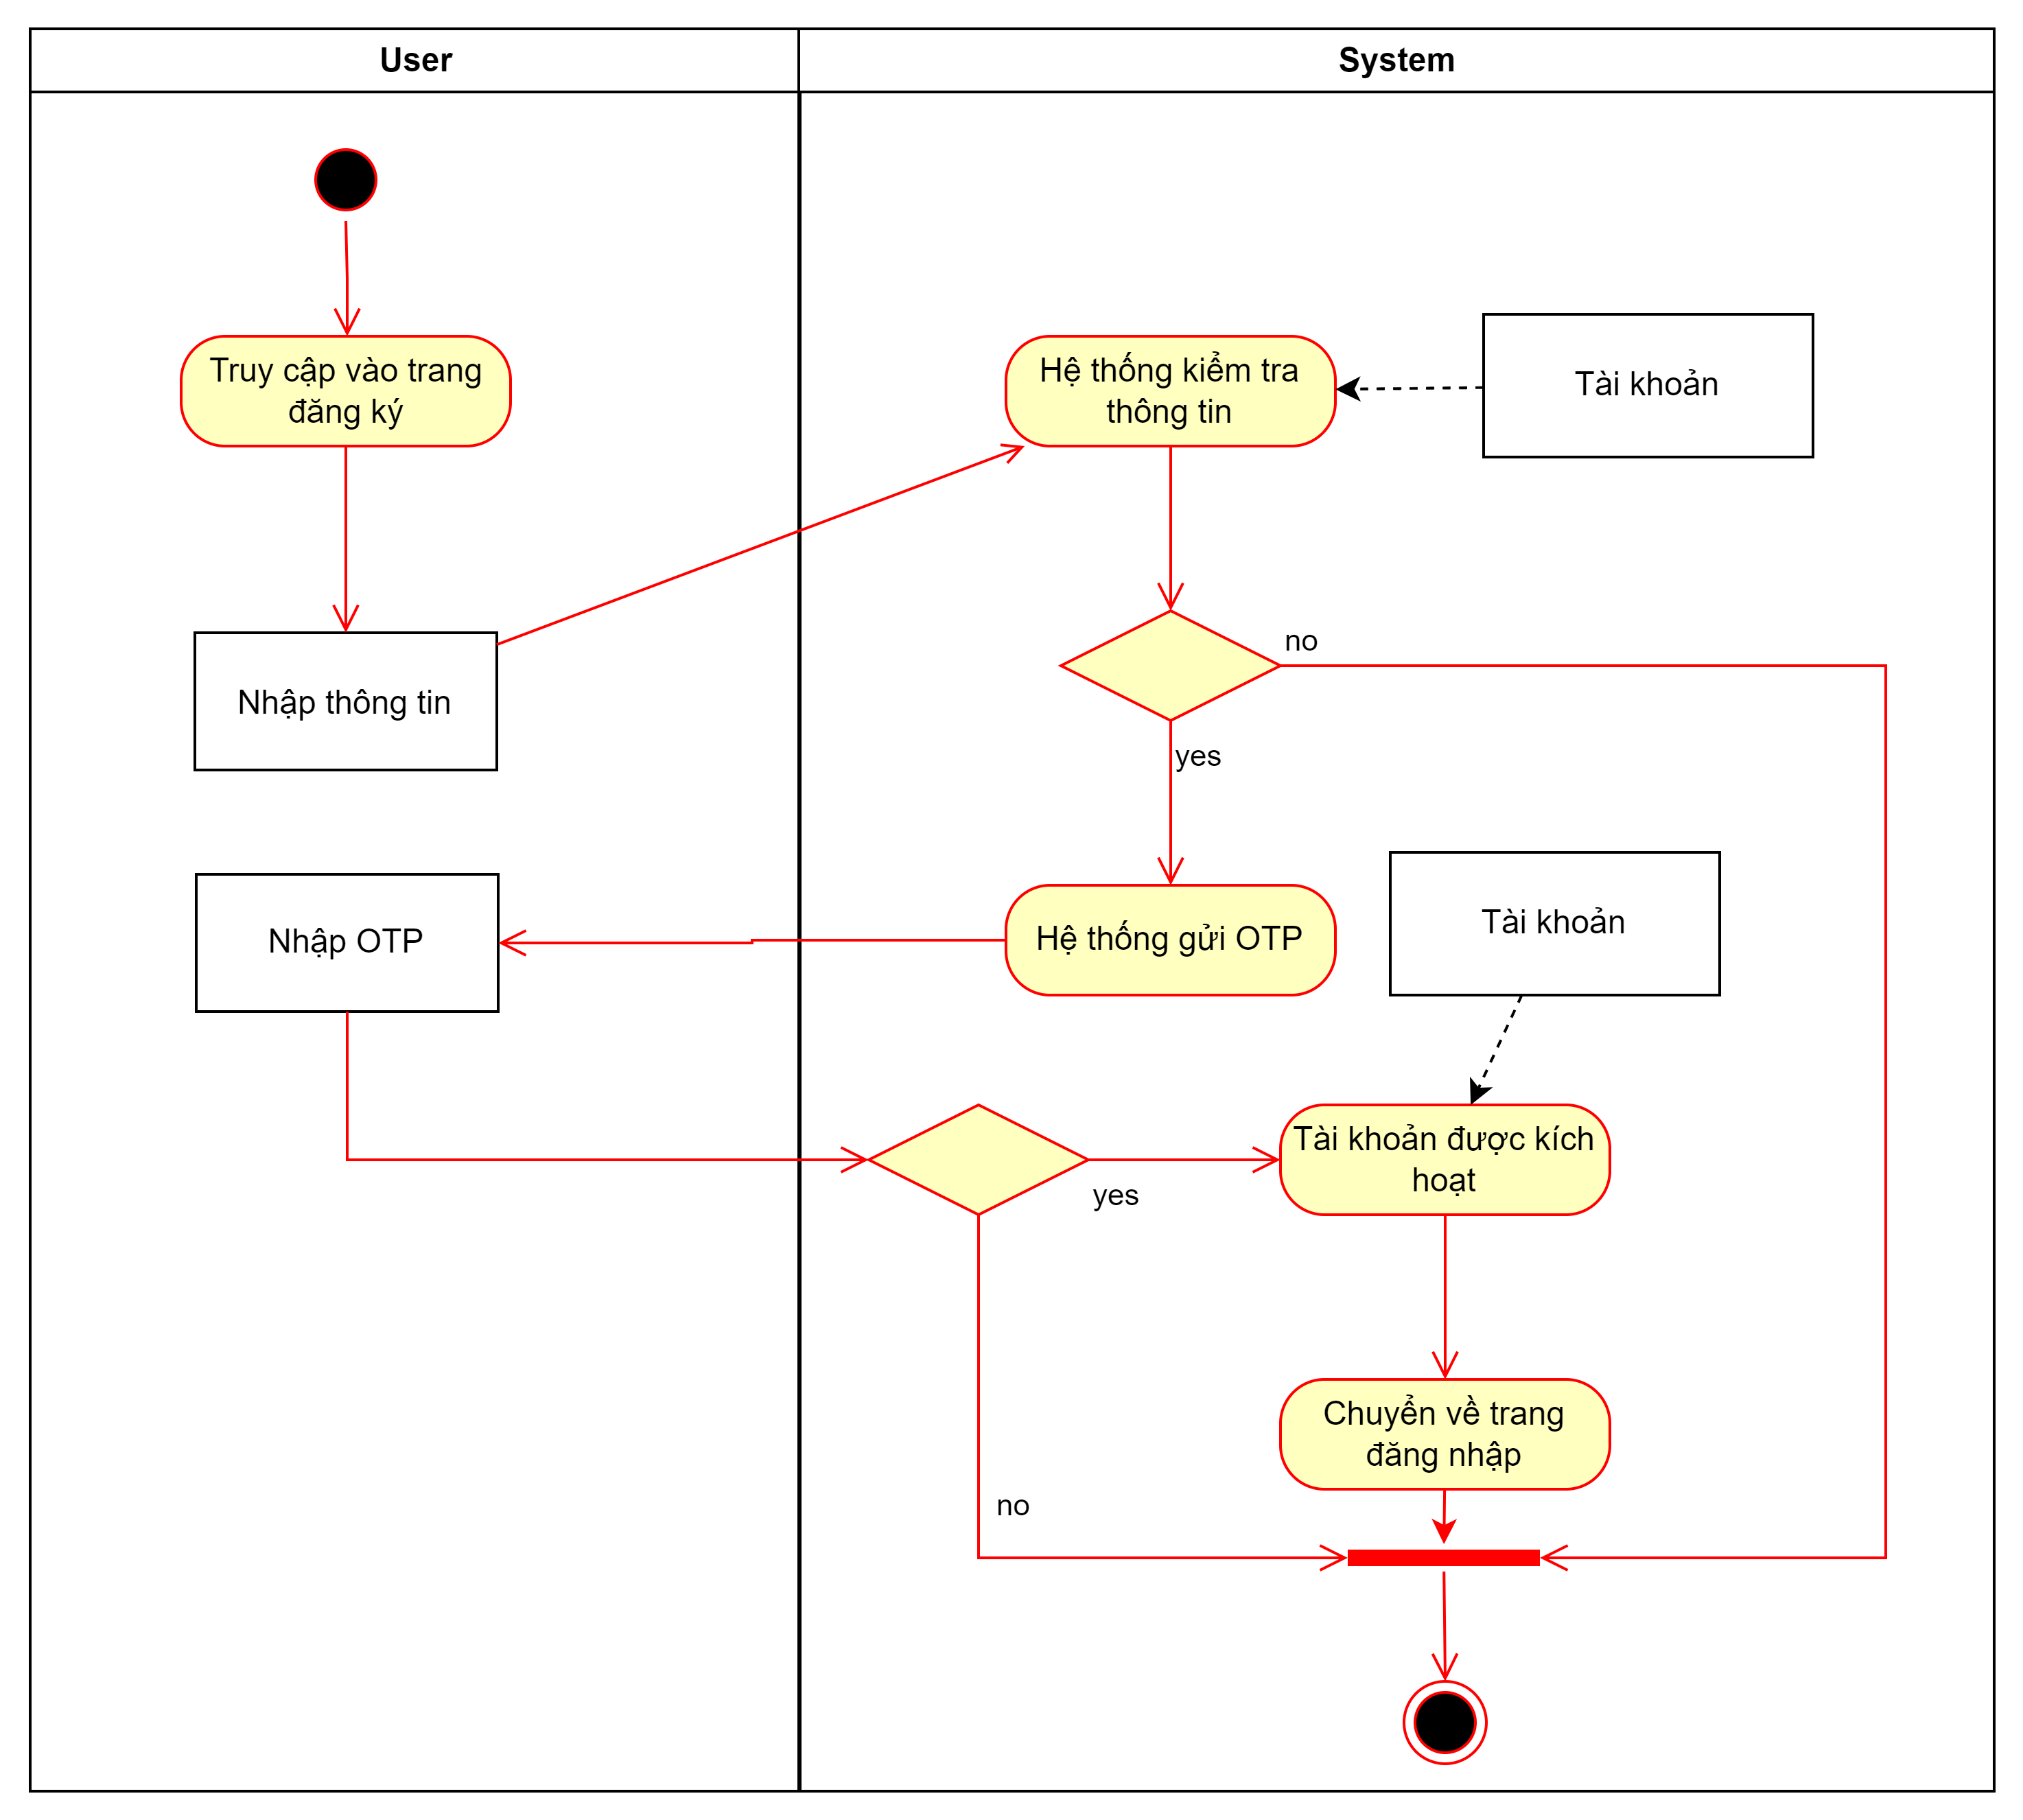 User
System
Truy cập vào trang
đăng ký
Hệ thống kiểm tra
thông tin
Tài khoản
Nhập thông tin
no
yes
Nhập OTP
Hệ thống gửi OTP
Tài khoản
yes
Tài khoản được kích
hoạt
Chuyển về trang
đăng nhập
no